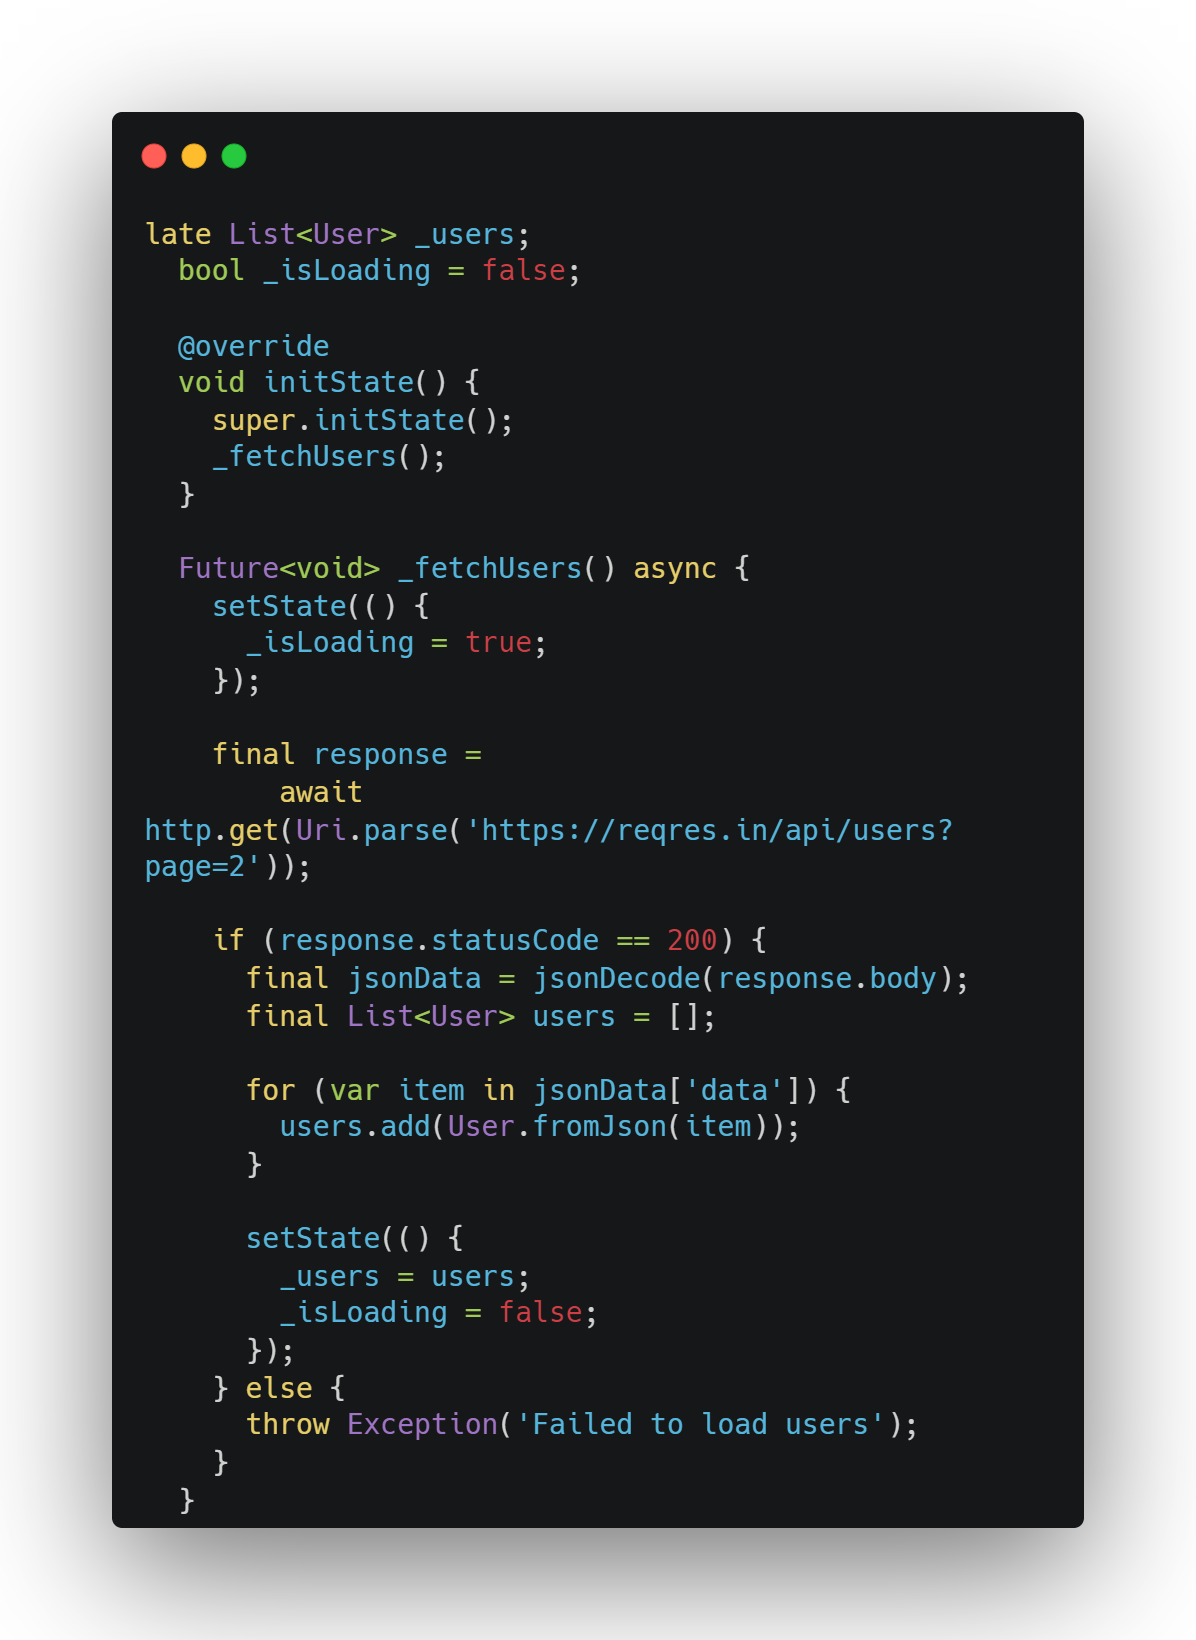 late List<User> _users;
  bool _isLoading = false;

  @override
  void initState() {
    super.initState();
    _fetchUsers();
  }

  Future<void> _fetchUsers() async {
    setState(() {
      _isLoading = true;
    });

    final response =
        await
http.get(Uri.parse('https://reqres.in/api/users?
page=2'));

    if (response.statusCode == 200) {
      final jsonData = jsonDecode(response.body);
      final List<User> users = [];

      for (var item in jsonData['data']) {
        users.add(User.fromJson(item));
      }

      setState(() {
        _users = users;
        _isLoading = false;
      });
    } else {
      throw Exception('Failed to load users');
    }
  }